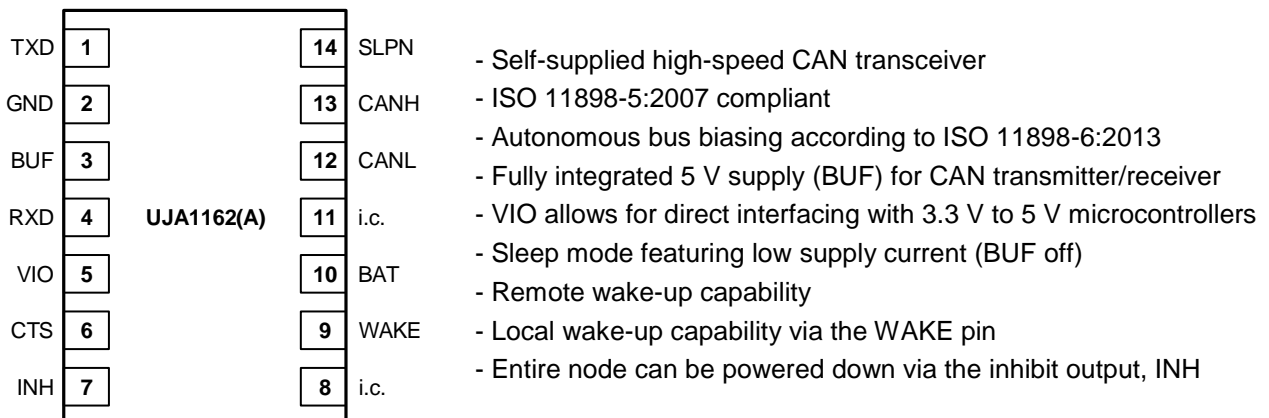 TXD 1 14 SLPN
GND 2 13 CANH
BUF 3 12 CANL
RXD 4 UJA1162(A) 11 i.c.
VIO 5 10 BAT
CTS 6 9 WAKE
INH 7 8 i.c.
- Self-supplied high-speed CAN transceiver
- ISO 11898-5:2007 compliant
- Autonomous bus biasing according to ISO 11898-6:2013
- Fully integrated 5 V supply (BUF) for CAN transmitter/receiver
- VIO allows for direct interfacing with 3.3 V to 5 V microcontrollers
- Sleep mode featuring low supply current (BUF off)
- Remote wake-up capability
- Local wake-up capability via the WAKE pin
- Entire node can be powered down via the inhibit output, INH